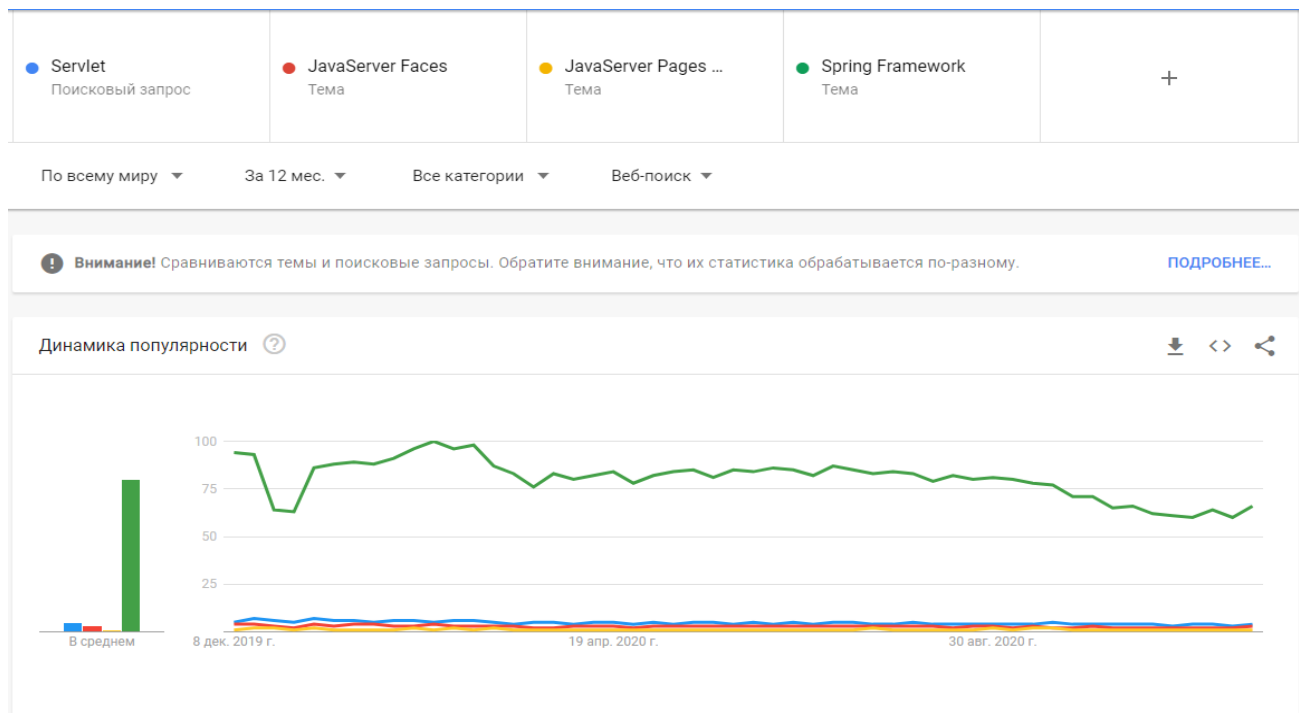 Servlet
Поисковый запрос
JavaServer Faces
Тема
JavaServer Pages ...
Тема
Spring Framework
Тема
+
По всему миру
За 12 мес.
Все категории
Веб-поиск
Внимание! Сравниваются темы и поисковые запросы. Обратите внимание, что их статистика обрабатывается по-разному.
ПОДРОБНЕЕ...
Динамика популярности
100
75
50
25
В среднем
8 дек. 2019 г.
19 апр. 2020 г.
30 авг. 2020 г.